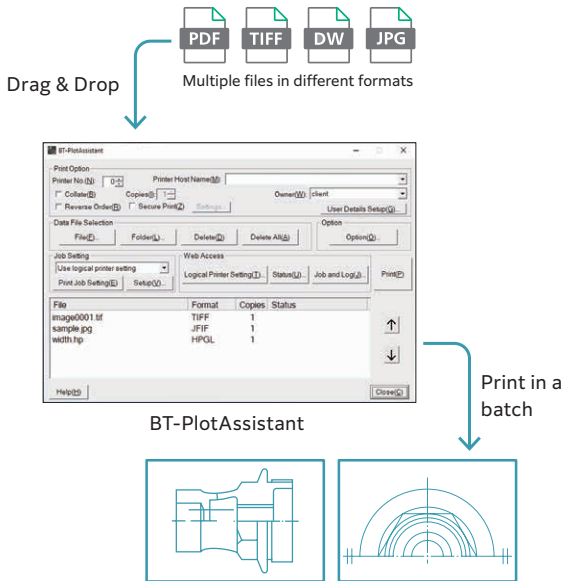 PDF TIFF DW JPG
Drag & Drop
Multiple files in different formats
BT-PlotAssistant
Print Option
Printer No.(N): 0 Printer Host Name(M):
Collate(B) Copies(I): 1 Owner(W): client
Reverse Order(R) Secure Print(Z) Settings... User Details Setup(G)...
Data File Selection Option
File(F)... Folder(L)... Delete(D) Delete All(A) Option(O)...
Job Setting Web Access
Use logical printer setting
Print Job Setting(E) Setup(V)... Logical Printer Setting(T)... Status(U)... Job and Log(J)... Print(P)
File Format Copies Status
image0001.tif TIFF 1
sample.jpg JFIF 1
width.hp HPGL 1
Help(H) Close(C)
Print in a
batch
BT-PlotAssistant